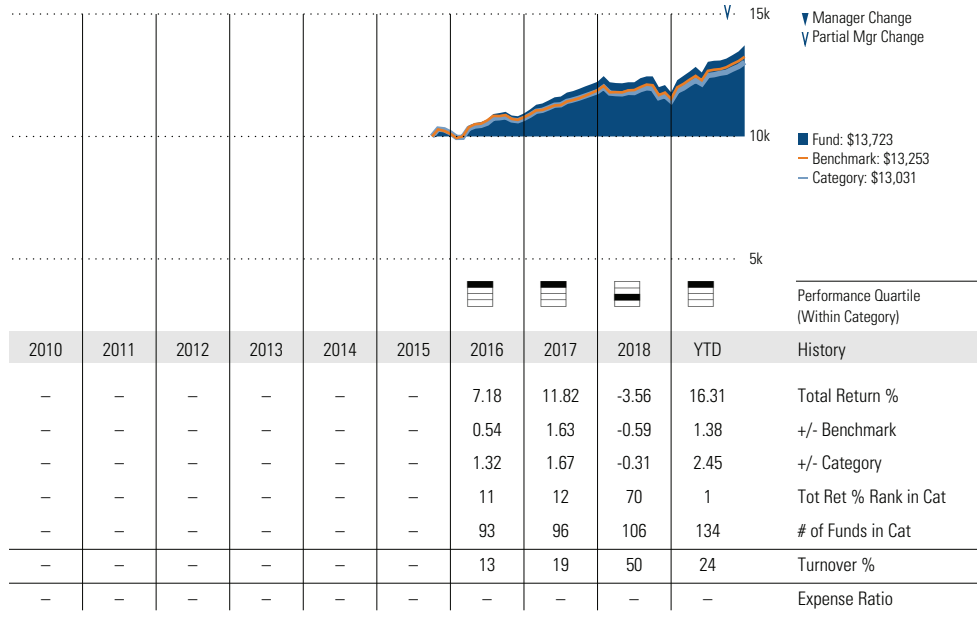 15k
▼ Manager Change
V Partial Mgr Change
10k
Fund: $13,723
Benchmark: $13,253
Category: $13,031
5k
Performance Quartile
(Within Category)
2010 2011 2012 2013 2014 2015 2016 2017 2018 YTD History
– – – – – – 7.18 11.82 -3.56 16.31 Total Return %
– – – – – – 0.54 1.63 -0.59 1.38 +/- Benchmark
– – – – – – 1.32 1.67 -0.31 2.45 +/- Category
– – – – – – 11 12 70 1 Tot Ret % Rank in Cat
– – – – – – 93 96 106 134 # of Funds in Cat
– – – – – – 13 19 50 24 Turnover %
– – – – – – – – – – Expense Ratio